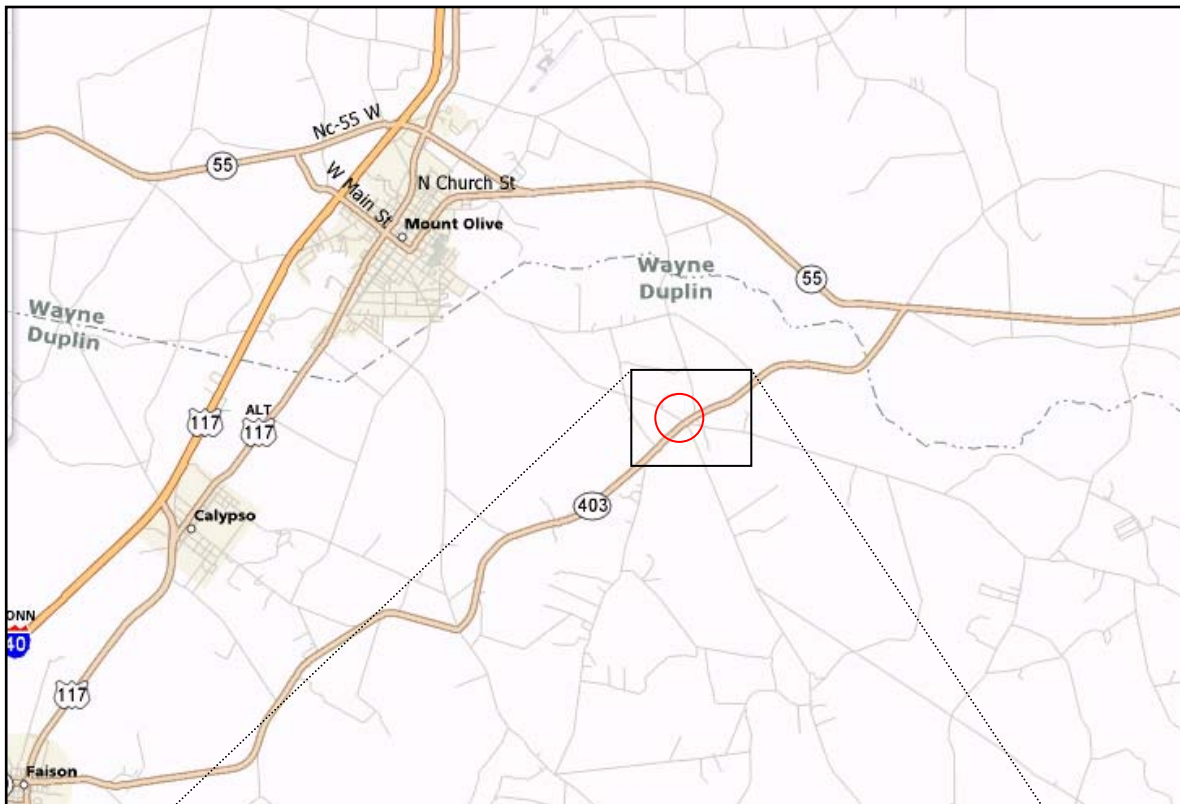 Nc-55 W
55
W Main St
N Church St
Mount Olive
Wayne
Duplin
55
Wayne
Duplin
117
ALT
117
403
Calypso
ONN
40
117
Faison